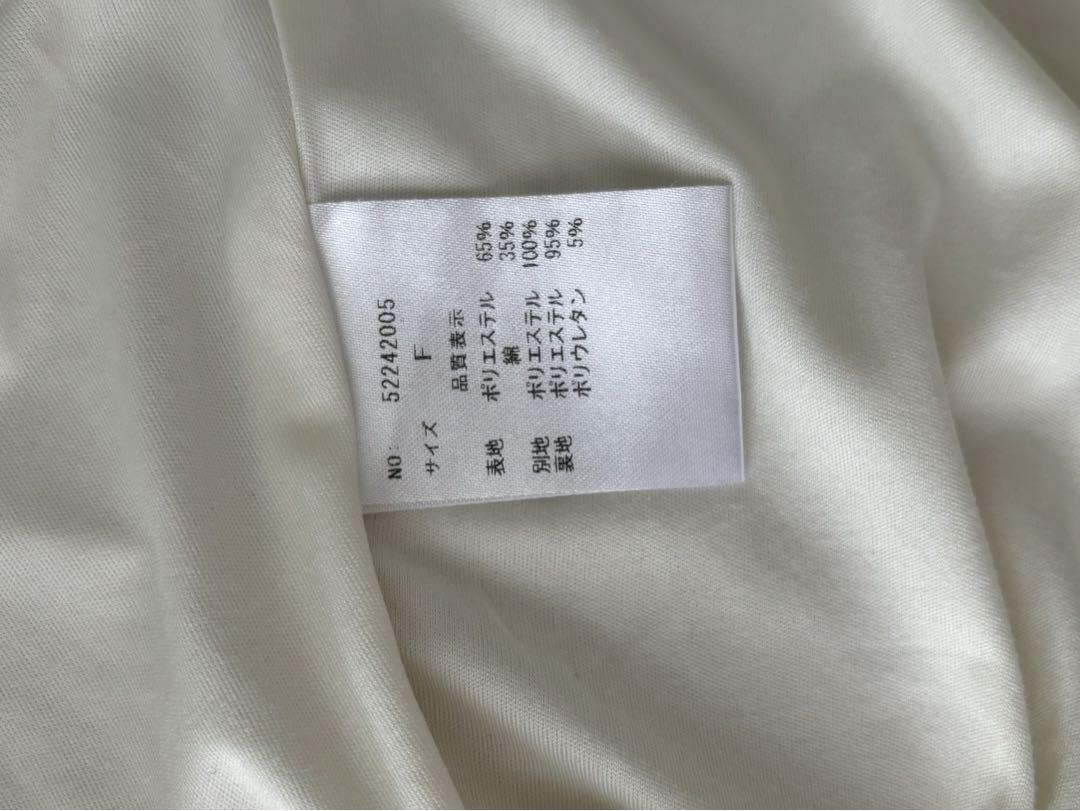 NO: 52242005
サイズ F
品質表示
表地 ポリエステル 65%
綿 35%
別地 ポリエステル 100%
裏地 ポリエステル 95%
ポリウレタン 5%